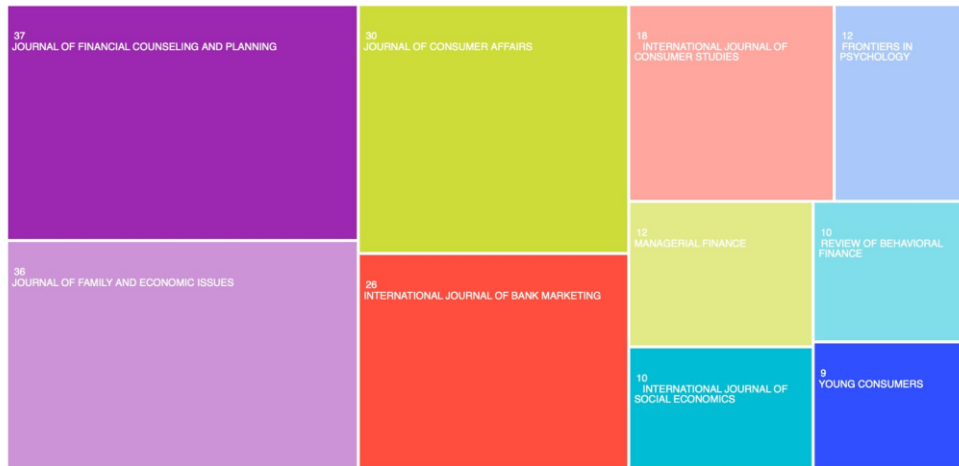 37
JOURNAL OF FINANCIAL COUNSELING AND PLANNING
36
JOURNAL OF FAMILY AND ECONOMIC ISSUES
30
JOURNAL OF CONSUMER AFFAIRS
26
INTERNATIONAL JOURNAL OF BANK MARKETING
18
INTERNATIONAL JOURNAL OF
CONSUMER STUDIES
12
FRONTIERS IN
PSYCHOLOGY
12
MANAGERIAL FINANCE
10
REVIEW OF BEHAVIORAL
FINANCE
10
INTERNATIONAL JOURNAL OF
SOCIAL ECONOMICS
9
YOUNG CONSUMERS